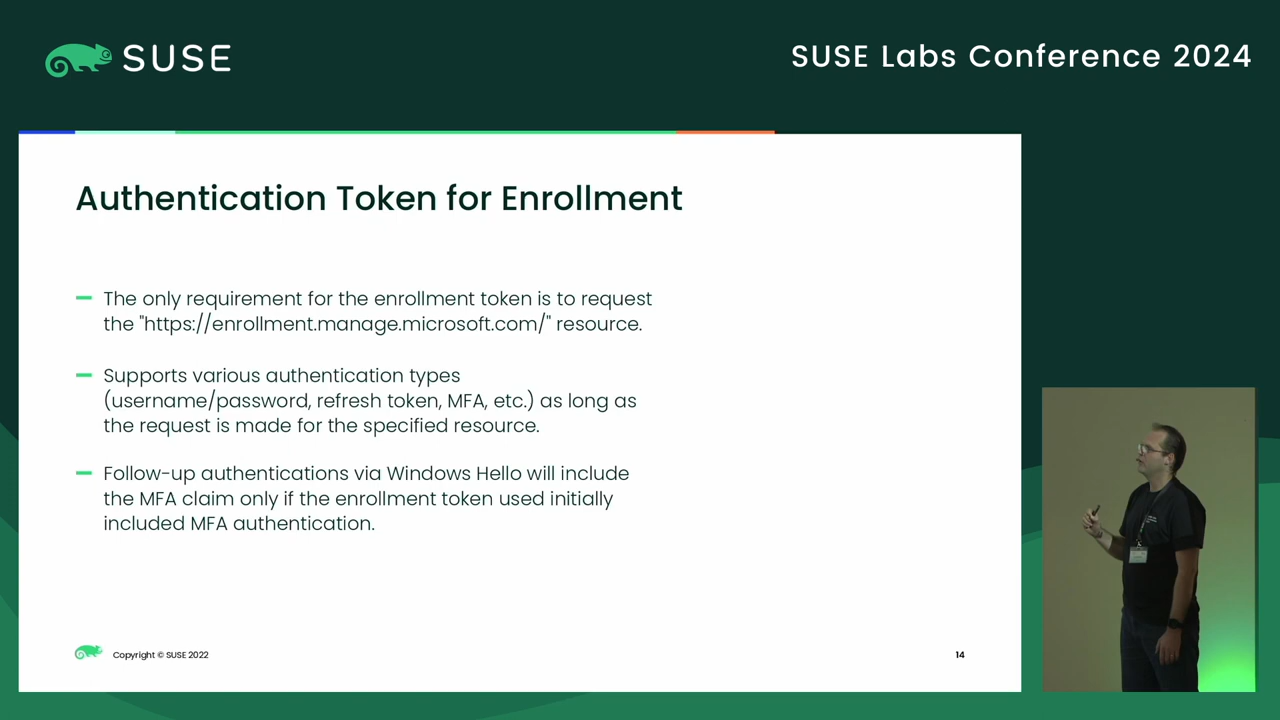 SUSE
SUSE Labs Conference 2024
Authentication Token for Enrollment
The only requirement for the enrollment token is to request
the "https://enrollment.manage.microsoft.com/" resource.
Supports various authentication types
(username/password, refresh token, MFA, etc.) as long as
the request is made for the specified resource.
Follow-up authentications via Windows Hello will include
the MFA claim only if the enrollment token used initially
included MFA authentication.
Copyright © SUSE 2022
14